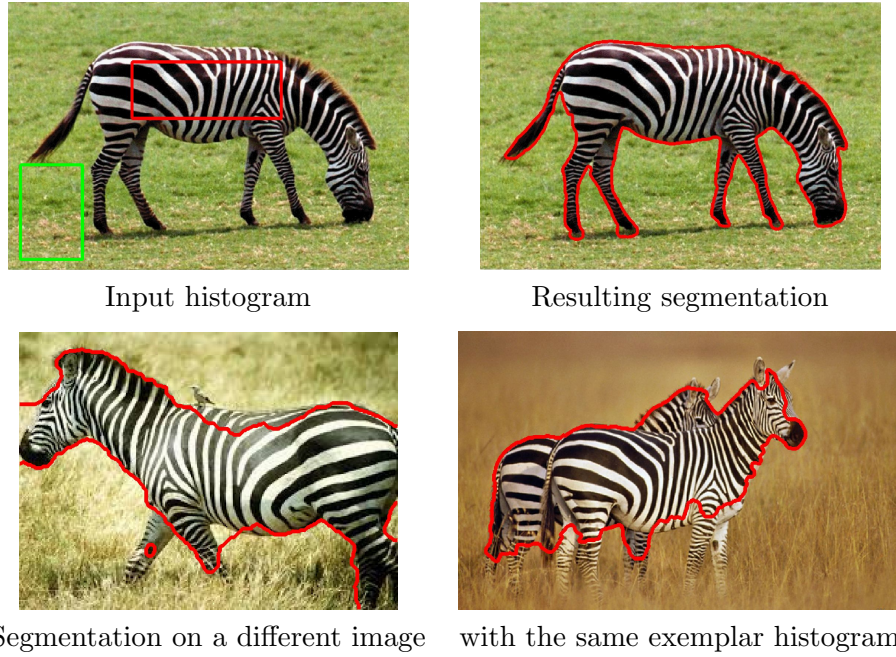 Input histogram
Resulting segmentation
Segmentation on a different image
with the same exemplar histogram